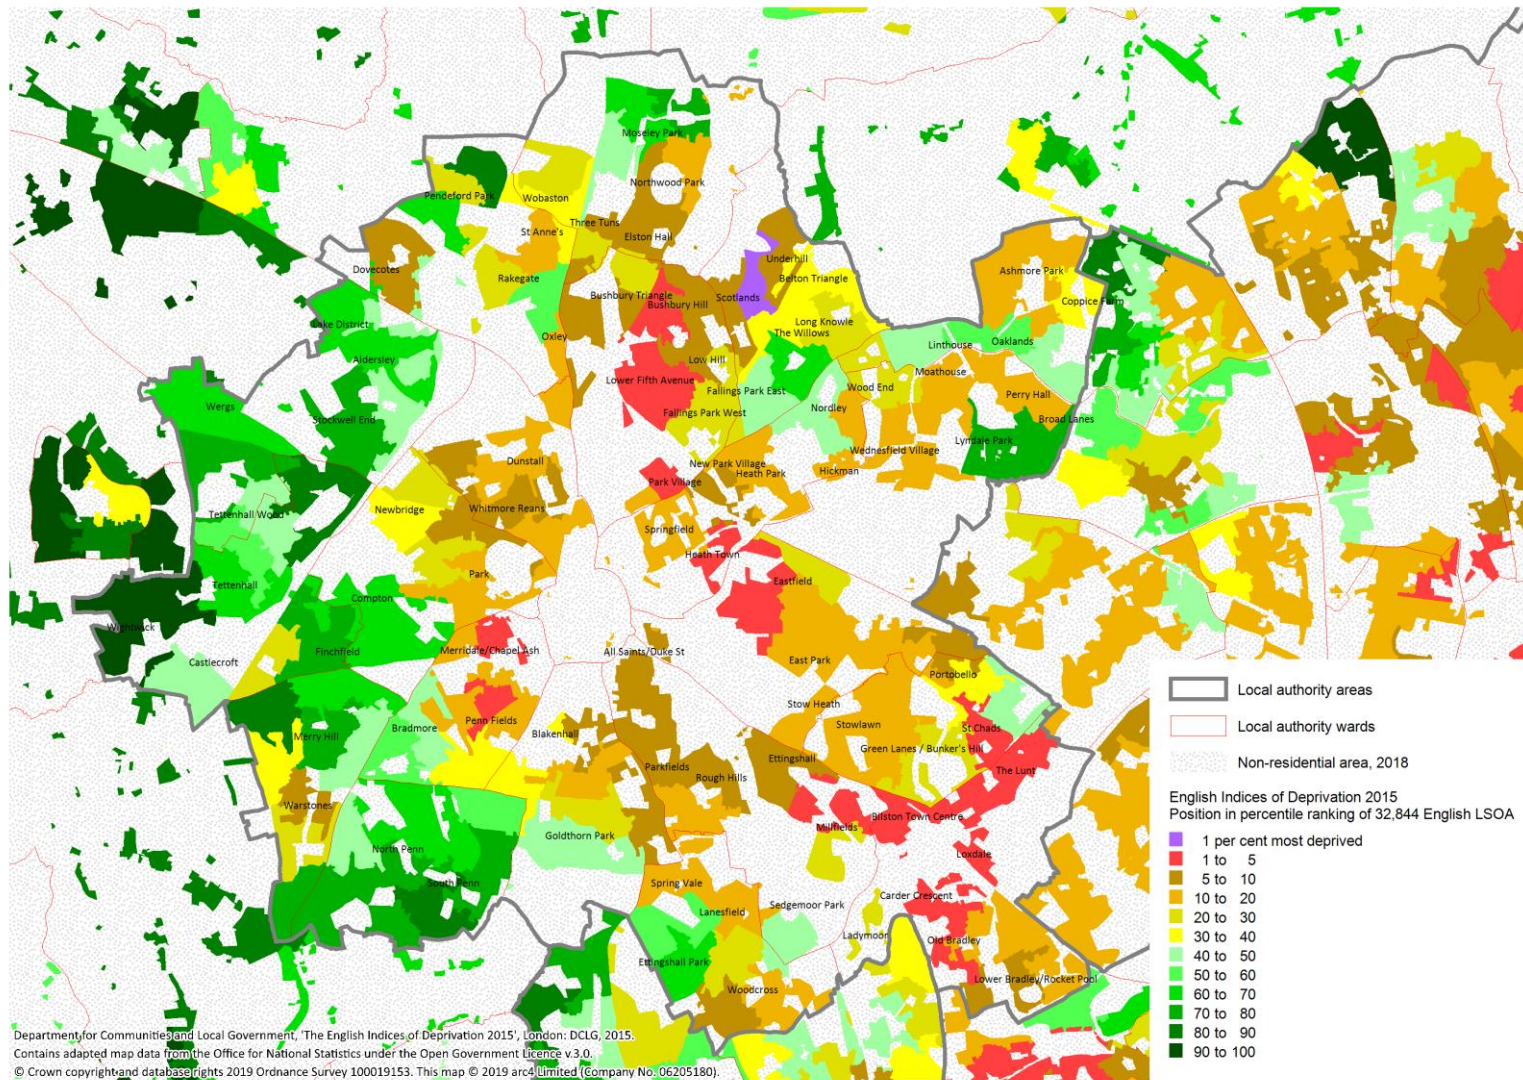 Moseley Park
Northwood Park
Pendeford Park
Wobaston
Three Tuns
St Anne's
Elston Hall
Underhill
Dovecotes
Rakegate
Belton Triangle
Ashmore Park
Bushbury Triangle
Scotlands
Bushbury Hill
Coppice Farm
Lake District
Long Knowle
The Willows
Oxley
Linthouse
Oaklands
Aldersley
Low Hill
Moathouse
Lower Fifth Avenue
Fallings Park East
Wood End
Perry Hall
Wergs
Nordley
Fallings Park West
Stockwell End
Broad Lanes
Lyndale Park
Wednesfield Village
Dunstall
New Park Village
Heath Park
Hickman
Park Village
Newbridge
Whitmore Reans
Tettenhall Wood
Springfield
Heath Town
Park
Eastfield
Tettenhall
Compton
Wightwick
Finchfield
Merridale/Chapel Ash
All Saints/Duke St
Castlecroft
East Park
Portobello
Stow Heath
Penn Fields
Stowlawn
St Chads
Bradmore
Merry Hill
Blakenhall
Green Lanes / Bunker's Hill
Ettingshall
Parkfields
The Lunt
Rough Hills
Warstones
Bilston Town Centre
Millfields
Goldthorn Park
North Penn
Loxdale
South Penn
Spring Vale
Carder Crescent
Sedgemoor Park
Lanesfield
Ladymoor
Old Bradley
Ettingshall Park
Lower Bradley/Rocket Pool
Woodcross
Local authority areas
Local authority wards
Non-residential area, 2018
English Indices of Deprivation 2015
Position in percentile ranking of 32,844 English LSOA
1 per cent most deprived
1 to 5
5 to 10
10 to 20
20 to 30
30 to 40
40 to 50
50 to 60
60 to 70
70 to 80
80 to 90
90 to 100
Department for Communities and Local Government, 'The English Indices of Deprivation 2015', London: DCLG, 2015.
Contains adapted map data from the Office for National Statistics under the Open Government Licence v.3.0.
© Crown copyright and database rights 2019 Ordnance Survey 100019153. This map © 2019 arc4 Limited (Company No. 06205180).